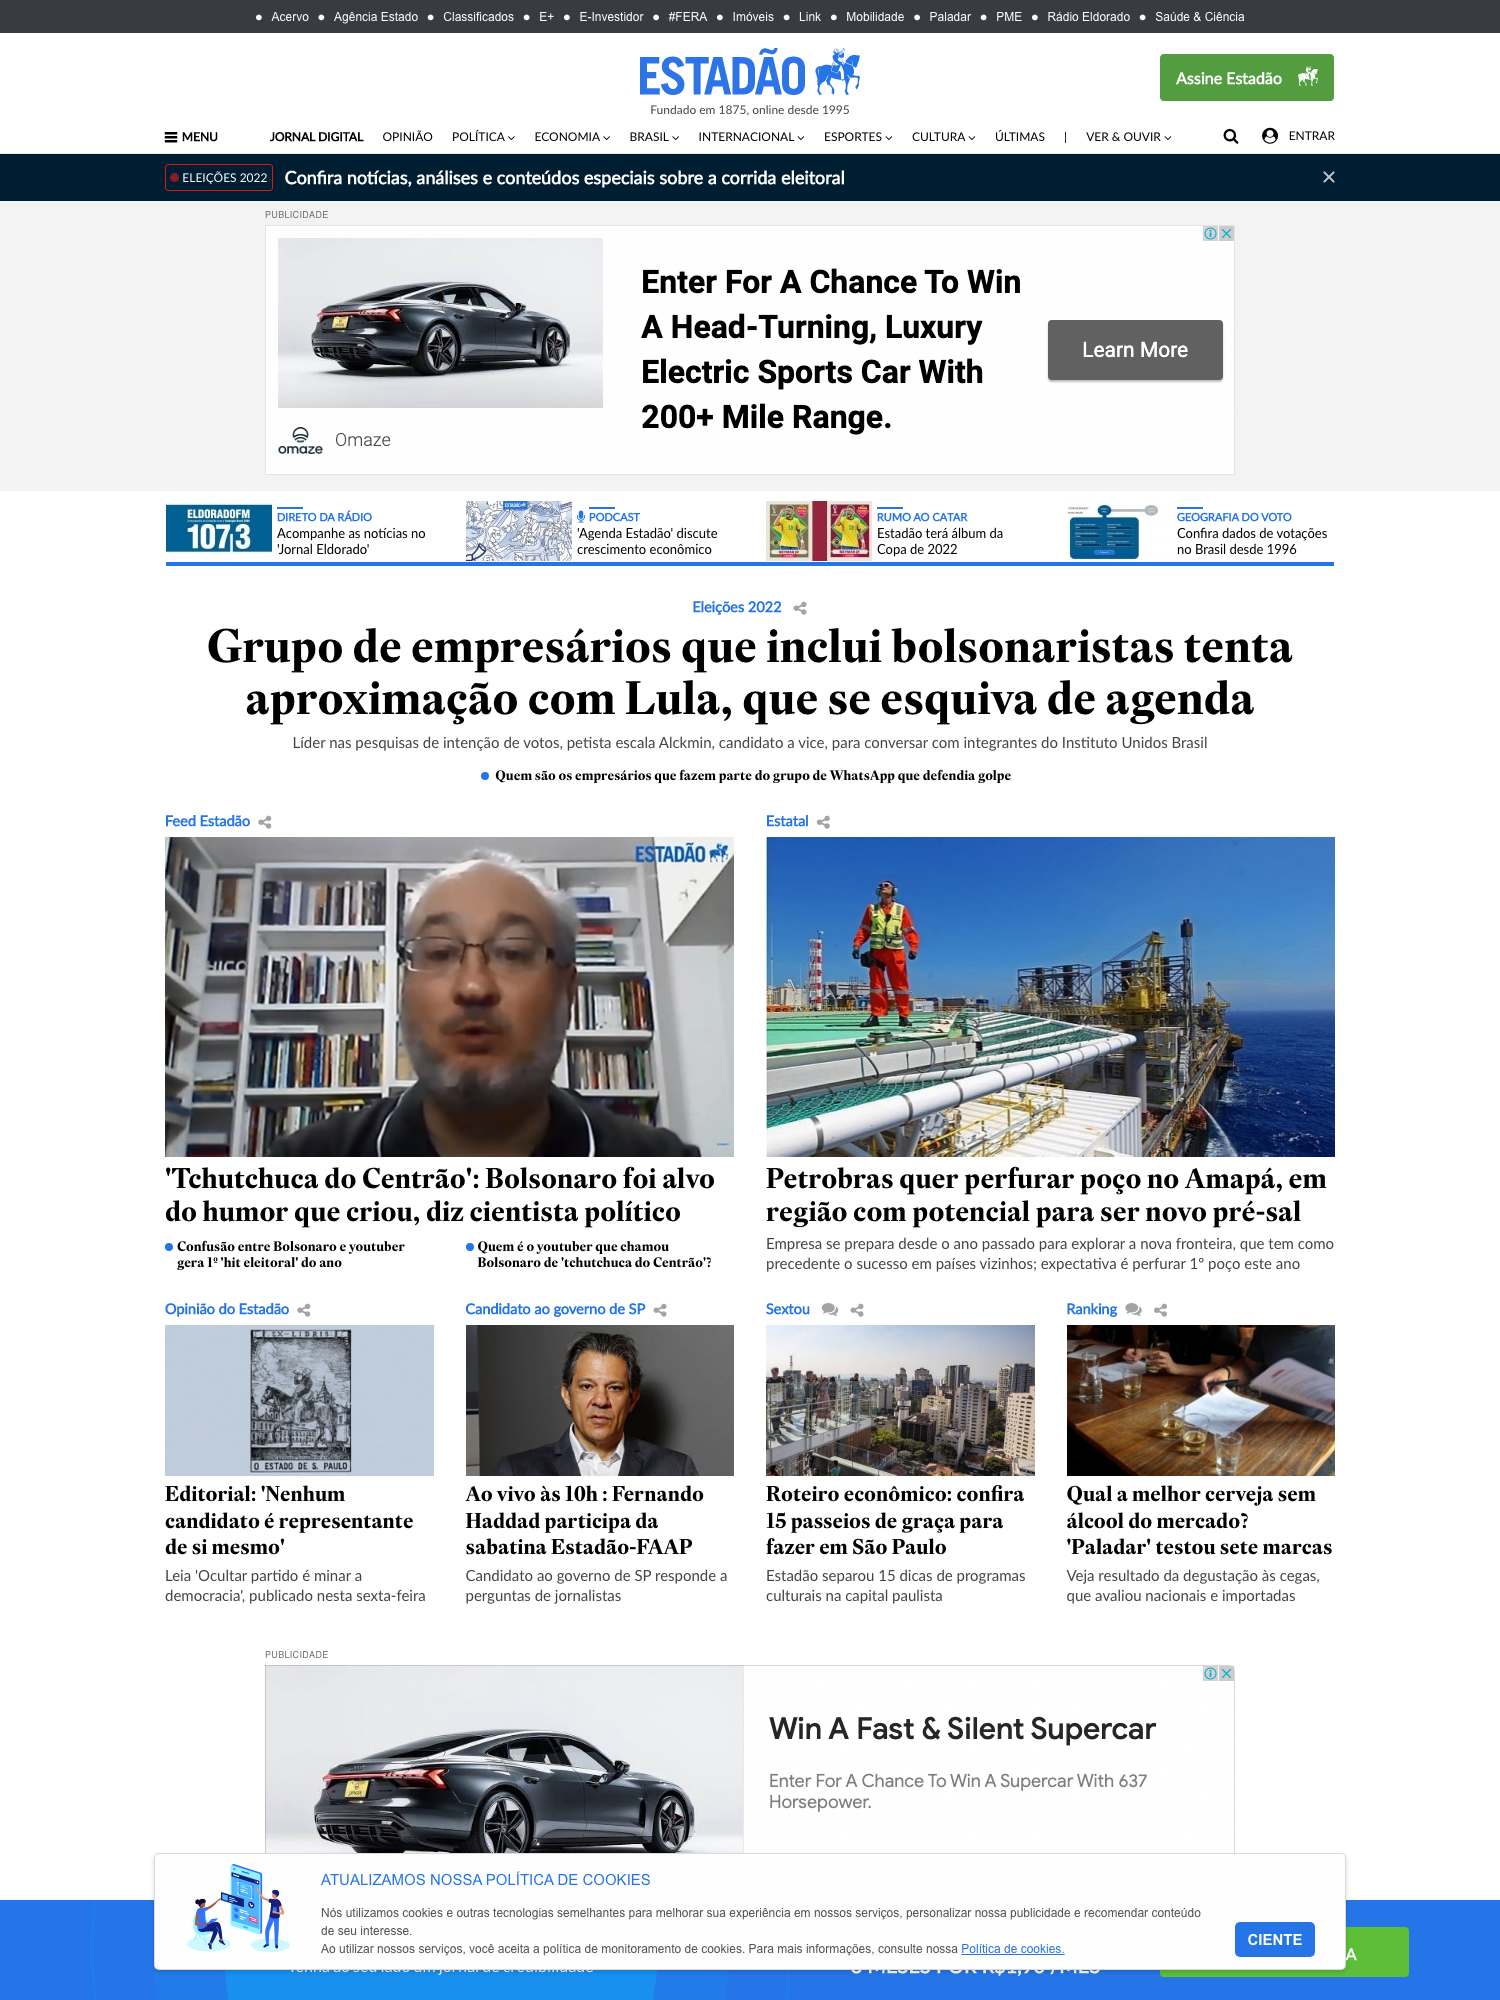 Acervo Agência Estado Classificados E+ E-Investidor #FERA Imóveis Link Mobilidade Paladar PME Rádio Eldorado Saúde & Ciência
ESTADÃO
Fundado em 1875, online desde 1995
Assine Estadão
MENU JORNAL DIGITAL OPINIÃO POLÍTICA ECONOMIA BRASIL INTERNACIONAL ESPORTES CULTURA ÚLTIMAS | VER & OUVIR ENTRAR
ELEIÇÕES 2022 Confira notícias, análises e conteúdos especiais sobre a corrida eleitoral
PUBLICIDADE
Enter For A Chance To Win
A Head-Turning, Luxury
Electric Sports Car With
200+ Mile Range.
Learn More
omaze Omaze
ELDORADOFM
107,3
DIRETO DA RÁDIO
Acompanhe as notícias no
'Jornal Eldorado'
PODCAST
'Agenda Estadão' discute
crescimento econômico
RUMO AO CATAR
Estadão terá álbum da
Copa de 2022
GEOGRAFIA DO VOTO
Confira dados de votações
no Brasil desde 1996
Eleições 2022
Grupo de empresários que inclui bolsonaristas tenta
aproximação com Lula, que se esquiva de agenda
Líder nas pesquisas de intenção de votos, petista escala Alckmin, candidato a vice, para conversar com integrantes do Instituto Unidos Brasil
Quem são os empresários que fazem parte do grupo de WhatsApp que defendia golpe
Feed Estadão
ESTADÃO
'Tchutchuca do Centrão': Bolsonaro foi alvo
do humor que criou, diz cientista político
Confusão entre Bolsonaro e youtuber
gera 1º 'hit eleitoral' do ano
Quem é o youtuber que chamou
Bolsonaro de 'tchutchuca do Centrão'?
Estatal
Petrobras quer perfurar poço no Amapá, em
região com potencial para ser novo pré-sal
Empresa se prepara desde o ano passado para explorar a nova fronteira, que tem como
precedente o sucesso em países vizinhos; expectativa é perfurar 1º poço este ano
Opinião do Estadão
EX-LIBRIS
O ESTADO DE S. PAULO
Editorial: 'Nenhum
candidato é representante
de si mesmo'
Leia 'Ocultar partido é minar a
democracia', publicado nesta sexta-feira
Candidato ao governo de SP
Ao vivo às 10h : Fernando
Haddad participa da
sabatina Estadão-FAAP
Candidato ao governo de SP responde a
perguntas de jornalistas
Sextou
Roteiro econômico: confira
15 passeios de graça para
fazer em São Paulo
Estadão separou 15 dicas de programas
culturais na capital paulista
Ranking
Qual a melhor cerveja sem
álcool do mercado?
'Paladar' testou sete marcas
Veja resultado da degustação às cegas,
que avaliou nacionais e importadas
PUBLICIDADE
Win A Fast & Silent Supercar
Enter For A Chance To Win A Supercar With 637
Horsepower.
ATUALIZAMOS NOSSA POLÍTICA DE COOKIES
Nós utilizamos cookies e outras tecnologias semelhantes para melhorar sua experiência em nossos serviços, personalizar nossa publicidade e recomendar conteúdo
de seu interesse.
Ao utilizar nossos serviços, você aceita a política de monitoramento de cookies. Para mais informações, consulte nossa Política de cookies.
CIENTE